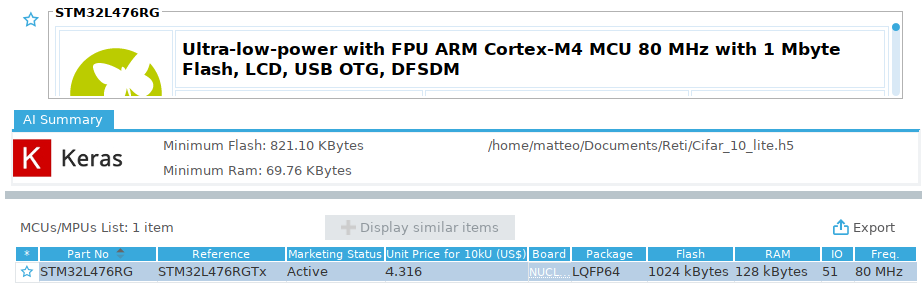 STM32L476RG
Ultra-low-power with FPU ARM Cortex-M4 MCU 80 MHz with 1 Mbyte
Flash, LCD, USB OTG, DFSDM
AI Summary
K Keras
Minimum Flash: 821.10 KBytes
/home/matteo/Documents/Reti/Cifar_10_lite.h5
Minimum Ram: 69.76 KBytes
MCUs/MPUs List: 1 item
Display similar items
Export
* Part No Reference Marketing Status Unit Price for 10kU (US$) Board Package Flash RAM IO Freq.
STM32L476RG STM32L476RGTx Active 4.316 NUCL... LQFP64 1024 kBytes 128 kBytes 51 80 MHz